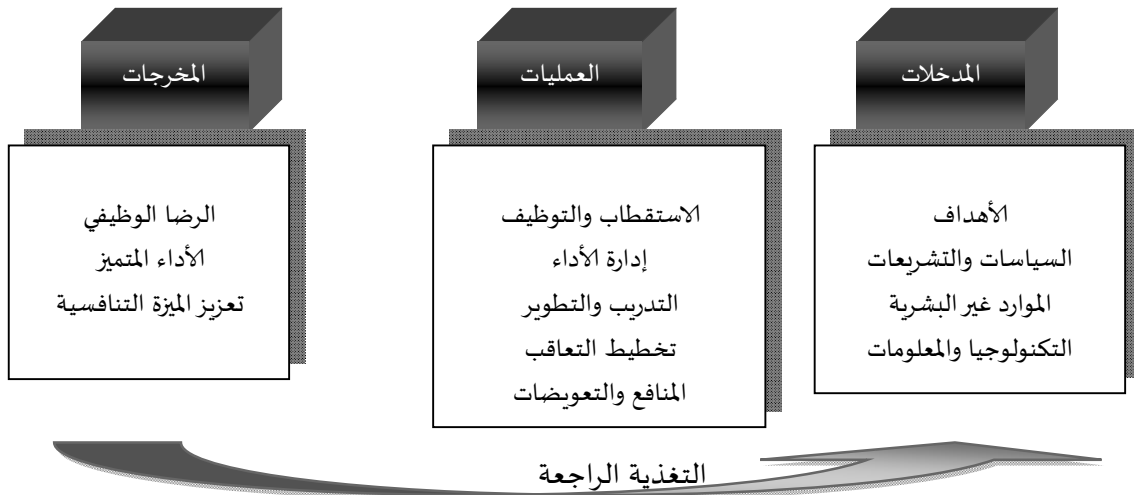 المدخلات
الأهداف
السياسات والتشريعات
الموارد غير البشرية
التكنولوجيا والمعلومات
العمليات
الاستقطاب والتوظيف
إدارة الأداء
التدريب والتطوير
تخطيط التعاقب
المنافع والتعويضات
المخرجات
الرضا الوظيفي
الأداء المتميز
تعزيز الميزة التنافسية
التغذية الراجعة